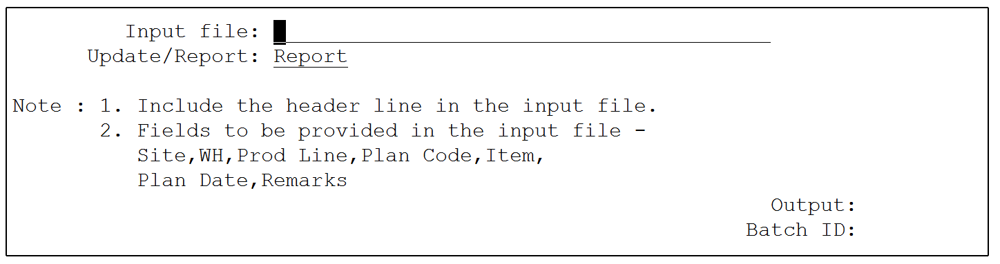 Input file:
Update/Report: Report
Note : 1. Include the header line in the input file.
2. Fields to be provided in the input file -
Site,WH,Prod Line,Plan Code,Item,
Plan Date,Remarks
Output:
Batch ID: